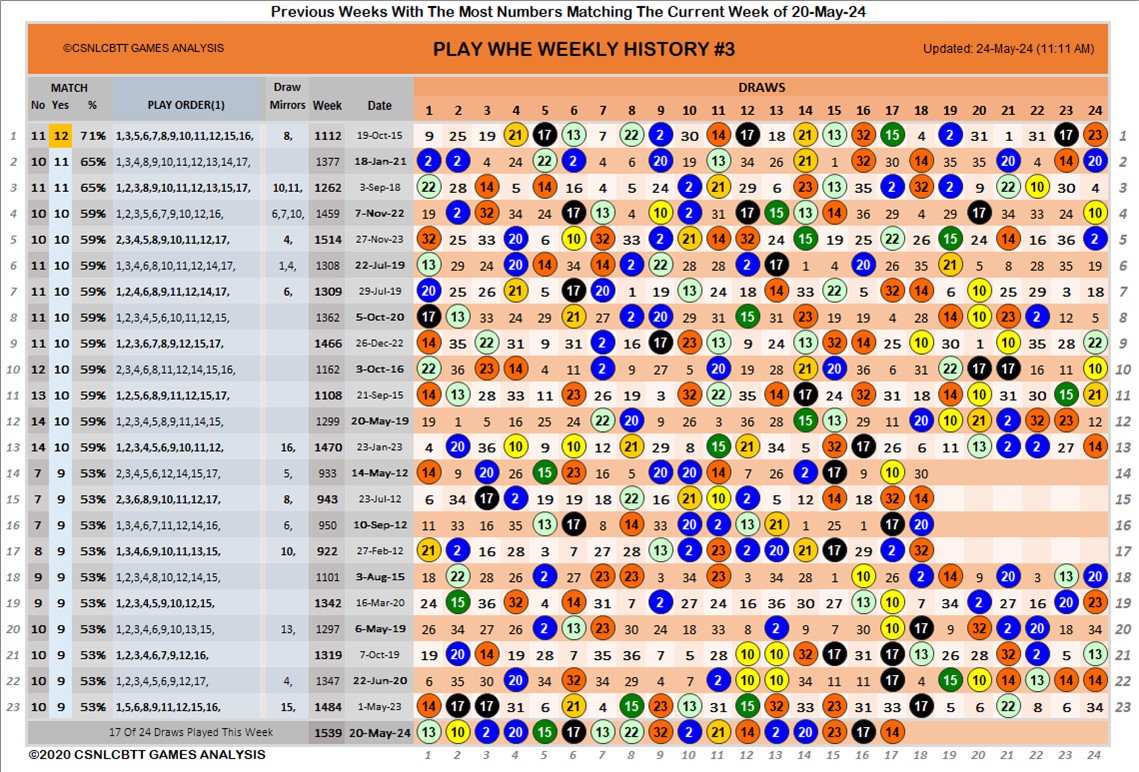 Previous Weeks With The Most Numbers Matching The Current Week of 20-May-24
©CSNLCBTT GAMES ANALYSIS PLAY WHE WEEKLY HISTORY #3 Updated: 24-May-24 (11:11 AM)
MATCH Draw DRAWS
No Yes % PLAY ORDER(1) Mirrors Week Date 1 2 3 4 5 6 7 8 9 10 11 12 13 14 15 16 17 18 19 20 21 22 23 24
1 11 12 71% 1,3,5,6,7,8,9,10,11,12,15,16, 8, 1112 19-Oct-15 9 25 19 21 17 13 7 22 2 30 14 17 18 21 13 32 15 4 2 31 1 31 17 23 1
2 10 11 65% 1,3,4,8,9,10,11,12,13,14,17, 1377 18-Jan-21 2 2 4 24 22 2 4 6 20 19 13 34 26 21 1 32 30 14 35 35 20 4 14 20 2
3 11 11 65% 1,2,3,8,9,10,11,12,13,15,17, 10,11, 1262 3-Sep-18 22 28 14 5 14 16 4 5 24 2 21 29 6 23 13 35 2 32 2 9 22 10 30 4 3
4 10 10 59% 1,2,3,5,6,7,9,10,12,16, 6,7,10, 1459 7-Nov-22 19 2 32 34 24 17 13 4 10 2 31 17 15 13 14 36 29 4 29 17 34 33 24 10 4
5 10 10 59% 2,3,4,5,8,9,10,11,12,17, 4, 1514 27-Nov-23 32 25 33 20 6 10 32 33 2 21 14 32 24 15 19 25 22 26 15 21 14 16 36 2 5
6 11 10 59% 1,3,4,6,8,10,11,12,14,17, 1,4, 1308 22-Jul-19 13 29 24 20 14 34 14 2 22 28 28 2 17 1 4 20 26 35 21 5 8 28 35 19 6
7 11 10 59% 1,2,4,6,8,9,11,12,14,17, 6, 1309 29-Jul-19 20 25 26 21 5 17 20 1 19 13 24 18 14 33 22 5 32 14 6 10 25 29 3 18 7
8 11 10 59% 1,2,3,4,5,6,10,11,12,15, 1362 5-Oct-20 17 13 33 24 29 21 27 2 20 29 31 15 31 23 8 19 4 28 14 10 23 2 12 5 8
9 11 10 59% 1,2,3,6,7,8,9,12,15,17, 1466 26-Dec-22 14 35 22 31 9 31 2 16 17 23 13 9 24 13 32 14 25 10 30 1 10 35 28 22 9
10 12 10 59% 2,3,4,6,8,11,12,14,15,16, 1162 3-Oct-16 22 36 23 14 4 11 2 9 27 5 20 19 28 21 20 36 6 31 22 17 17 16 11 10 10
11 13 10 59% 1,2,5,6,8,9,11,12,15,17, 1108 21-Sep-15 14 13 28 33 11 23 26 19 3 32 22 35 14 17 24 32 31 18 14 10 31 30 15 21 11
12 14 10 59% 1,2,3,4,5,8,9,11,14,15, 1299 20-May-19 19 1 5 16 25 24 22 20 9 26 3 36 28 15 13 29 11 20 10 21 2 32 23 12 12
13 14 10 59% 1,2,3,4,5,6,9,10,11,12, 16, 1470 23-Jan-23 4 20 36 10 9 10 12 21 29 8 15 21 34 5 32 17 26 6 11 13 2 2 27 14 13
14 7 9 53% 2,3,4,5,6,12,14,15,17, 5, 933 14-May-12 14 9 20 26 15 23 16 5 20 20 14 7 26 2 17 9 10 30 14
15 7 9 53% 2,3,6,8,9,10,11,12,17, 8, 943 23-Jul-12 6 34 17 2 19 19 18 22 16 21 10 2 5 12 14 18 32 14 15
16 7 9 53% 1,3,4,6,7,11,12,14,16, 6, 950 10-Sep-12 11 33 16 35 13 17 8 14 33 20 2 13 21 1 25 1 17 20 16
17 8 9 53% 1,3,4,6,9,10,11,13,15, 10, 922 27-Feb-12 21 2 16 28 3 7 27 28 13 2 23 2 20 21 17 29 2 32 17
18 9 9 53% 1,2,3,4,8,10,12,14,15, 1101 3-Aug-15 18 22 28 26 2 27 23 23 3 34 23 3 34 28 1 10 26 2 14 9 20 3 13 20 18
19 9 9 53% 1,2,3,4,5,9,10,12,15, 1342 16-Mar-20 24 15 36 32 4 14 31 7 2 27 24 16 36 30 27 13 10 7 34 2 27 16 20 23 19
20 10 9 53% 1,2,3,4,6,9,10,13,15, 13, 1297 6-May-19 26 34 27 26 2 13 23 30 24 18 33 8 2 9 7 30 10 17 9 32 2 20 18 34 20
21 10 9 53% 1,2,3,4,6,7,9,12,16, 1319 7-Oct-19 19 20 14 19 28 7 35 36 7 5 28 10 10 32 17 31 17 13 26 28 32 2 5 13 21
22 10 9 53% 1,2,3,4,5,6,9,12,17, 4, 1347 22-Jun-20 6 35 30 20 34 32 34 29 4 7 2 10 10 34 11 11 17 4 15 10 14 13 14 14 22
23 10 9 53% 1,5,6,8,9,11,12,15,16, 15, 1484 1-May-23 14 17 17 31 6 21 4 15 23 13 31 15 32 23 32 34 33 17 5 6 22 8 6 34 23
17 Of 24 Draws Played This Week 1539 20-May-24 13 10 2 20 15 17 13 22 32 2 21 14 2 20 23 17 14
©2020 CSNLCBTT GAMES ANALYSIS 1 2 3 4 5 6 7 8 9 10 11 12 13 14 15 16 17 18 19 20 21 22 23 24